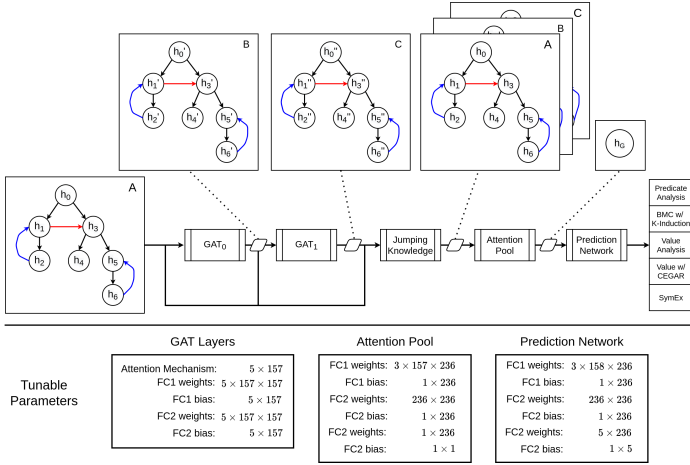 C
B
A
h0
h1
h3
h2
h4
h5
h6
B
h0'
h1'
h3'
h2'
h4'
h5'
h6'
C
h0"
h1"
h3"
h2"
h4"
h5"
h6"
hG
A
h0
h1
h3
h2
h4
h5
h6
GAT0
GAT1
Jumping
Knowledge
Attention
Pool
Prediction
Network
Predicate
Analysis
BMC w/
K-Induction
Value
Analysis
Value w/
CEGAR
SymEx
Tunable
Parameters
GAT Layers
Attention Mechanism: 5 × 157
FC1 weights: 5 × 157 × 157
FC1 bias: 5 × 157
FC2 weights: 5 × 157 × 157
FC2 bias: 5 × 157
Attention Pool
FC1 weights: 3 × 157 × 236
FC1 bias: 1 × 236
FC2 weights: 236 × 236
FC2 bias: 1 × 236
FC2 weights: 1 × 236
FC2 bias: 1 × 1
Prediction Network
FC1 weights: 3 × 158 × 236
FC1 bias: 1 × 236
FC2 weights: 236 × 236
FC2 bias: 1 × 236
FC2 weights: 5 × 236
FC2 bias: 1 × 5